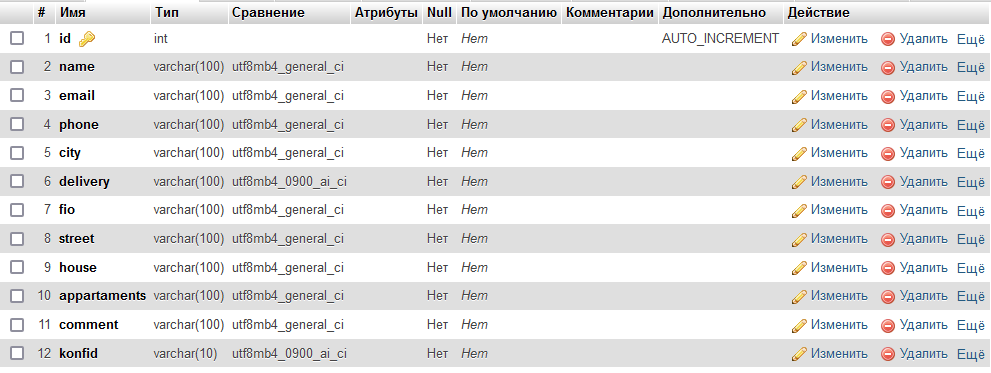 # Имя Тип Сравнение Атрибуты Null По умолчанию Комментарии Дополнительно Действие
1 id int Нет Нет AUTO_INCREMENT Изменить Удалить Ещё
2 name varchar(100) utf8mb4_general_ci Нет Нет Изменить Удалить Ещё
3 email varchar(100) utf8mb4_general_ci Нет Нет Изменить Удалить Ещё
4 phone varchar(100) utf8mb4_general_ci Нет Нет Изменить Удалить Ещё
5 city varchar(100) utf8mb4_general_ci Нет Нет Изменить Удалить Ещё
6 delivery varchar(100) utf8mb4_0900_ai_ci Нет Нет Изменить Удалить Ещё
7 fio varchar(100) utf8mb4_general_ci Нет Нет Изменить Удалить Ещё
8 street varchar(100) utf8mb4_general_ci Нет Нет Изменить Удалить Ещё
9 house varchar(100) utf8mb4_general_ci Нет Нет Изменить Удалить Ещё
10 appartaments varchar(100) utf8mb4_general_ci Нет Нет Изменить Удалить Ещё
11 comment varchar(100) utf8mb4_general_ci Нет Нет Изменить Удалить Ещё
12 konfid varchar(10) utf8mb4_0900_ai_ci Нет Нет Изменить Удалить Ещё